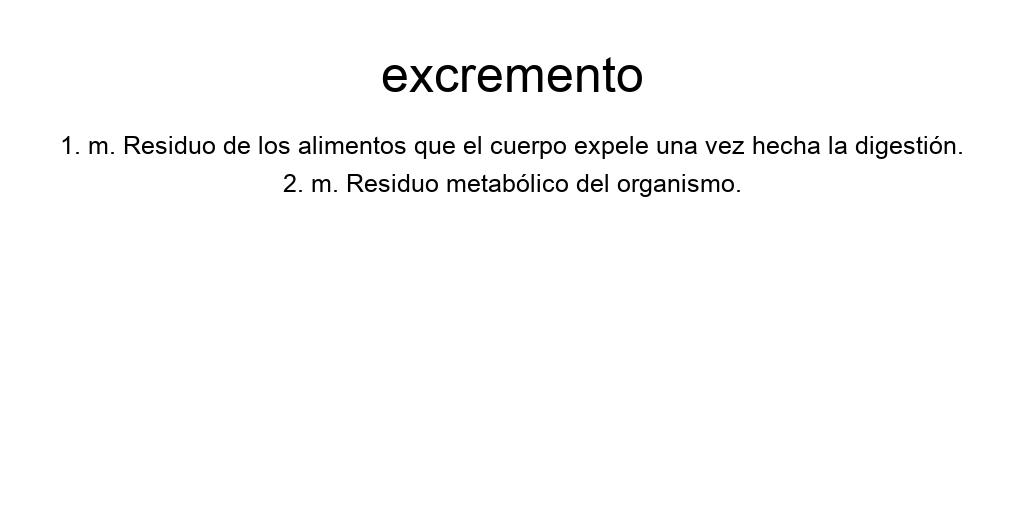 excremento
1. m. Residuo de los alimentos que el cuerpo expele una vez hecha la digestión.
2. m. Residuo metabólico del organismo.